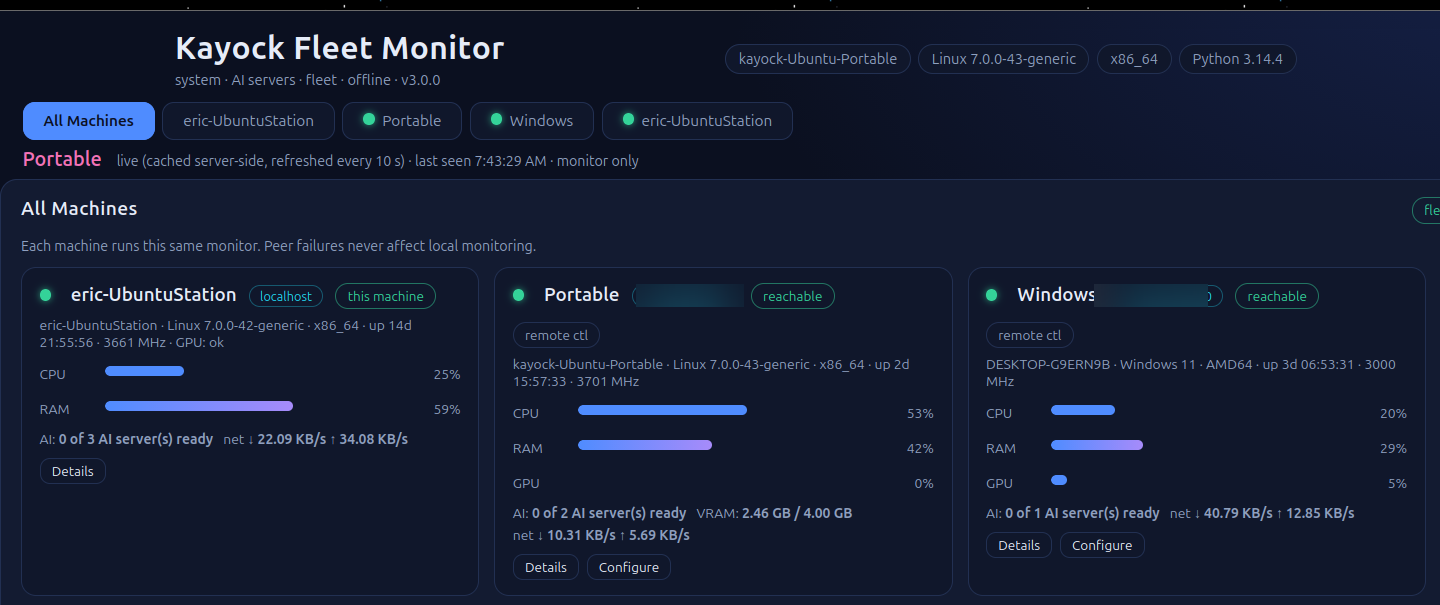 Kayock Fleet Monitor
system · AI servers · fleet · offline · v3.0.0
kayock-Ubuntu-Portable Linux 7.0.0-43-generic x86_64 Python 3.14.4
All Machines eric-UbuntuStation Portable Windows eric-UbuntuStation
Portable live (cached server-side, refreshed every 10 s) · last seen 7:43:29 AM · monitor only
All Machines
Each machine runs this same monitor. Peer failures never affect local monitoring.
eric-UbuntuStation localhost this machine
eric-UbuntuStation · Linux 7.0.0-42-generic · x86_64 · up 14d
21:55:56 · 3661 MHz · GPU: ok
CPU 25%
RAM 59%
AI: 0 of 3 AI server(s) ready net ↓ 22.09 KB/s ↑ 34.08 KB/s
Details
Portable reachable
remote ctl
kayock-Ubuntu-Portable · Linux 7.0.0-43-generic · x86_64 · up 2d
15:57:33 · 3701 MHz
CPU 53%
RAM 42%
GPU 0%
AI: 0 of 2 AI server(s) ready VRAM: 2.46 GB / 4.00 GB
net ↓ 10.31 KB/s ↑ 5.69 KB/s
Details Configure
Windows reachable
remote ctl
DESKTOP-G9ERN9B · Windows 11 · AMD64 · up 3d 06:53:31 · 3000
MHz
CPU 20%
RAM 29%
GPU 5%
AI: 0 of 1 AI server(s) ready net ↓ 40.79 KB/s ↑ 12.85 KB/s
Details Configure